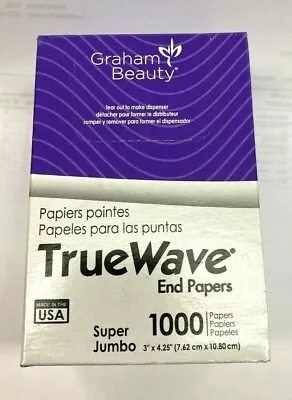 Graham
Beauty®
tear out to make dispenser
détacher pour former le distributeur
romper y remover para formar el dispensador
Papiers pointes
Papeles para las puntas
TrueWave®
End Papers
MADE IN THE
USA
Super
Jumbo
1000
Papers
Papiers
Papeles
3" x 4.25" (7.62 cm x 10.80 cm)